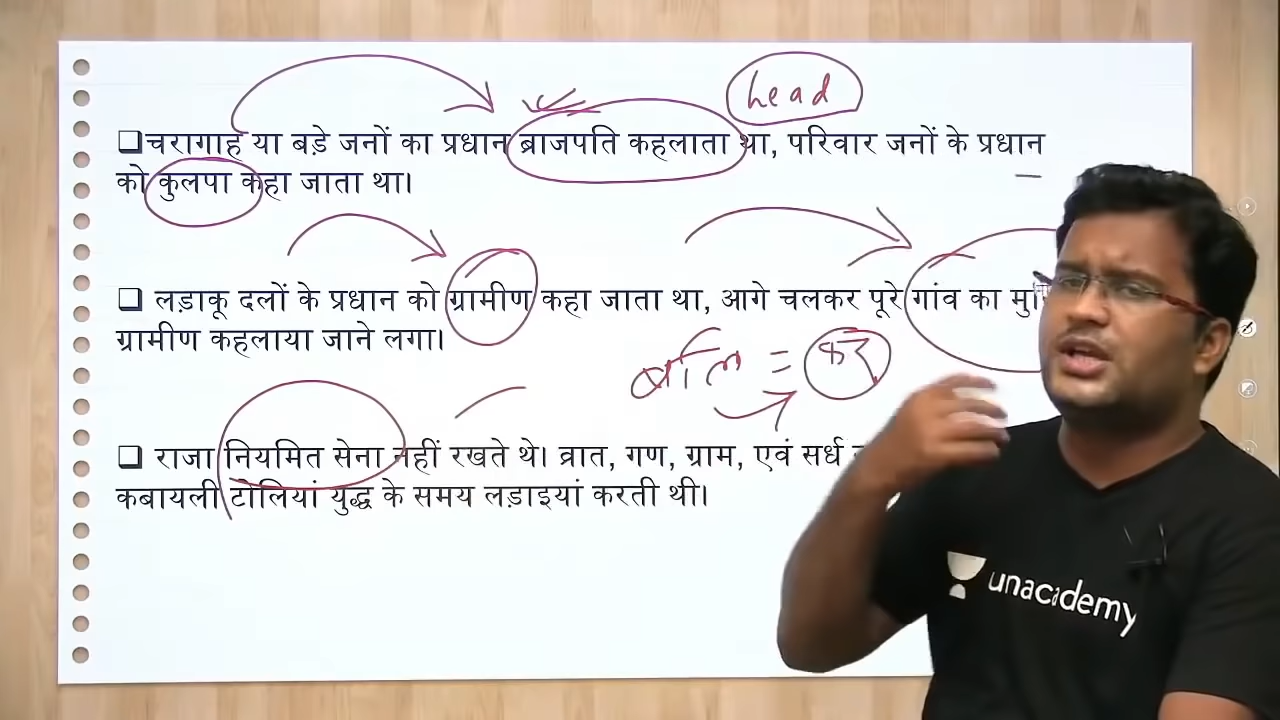 head
❑चरागाह या बड़े जनों का प्रधान ब्राजपति कहलाता था, परिवार जनों के प्रधान
को कुलपा कहा जाता था।
❑ लड़ाकू दलों के प्रधान को ग्रामीण कहा जाता था, आगे चलकर पूरे गांव का
ग्रामीण कहलाया जाने लगा।
बलि = कर
❑ राजा नियमित सेना नहीं रखते थे। व्रात, गण, ग्राम, एवं सर्ध
कबायली टोलियां युद्ध के समय लड़ाइयां करती थी।
unacademy